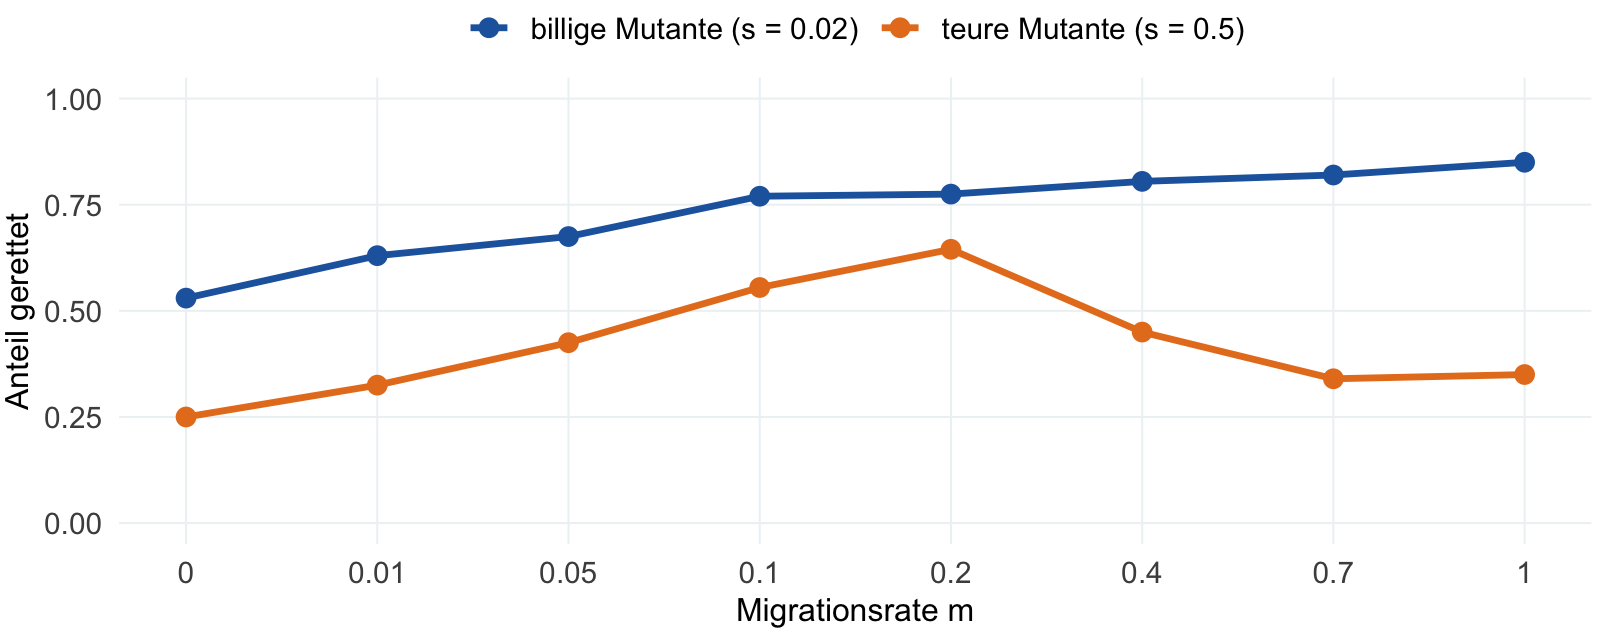 billige Mutante (s = 0.02) teure Mutante (s = 0.5)
Anteil gerettet
1.00
0.75
0.50
0.25
0.00
0 0.01 0.05 0.1 0.2 0.4 0.7 1
Migrationsrate m